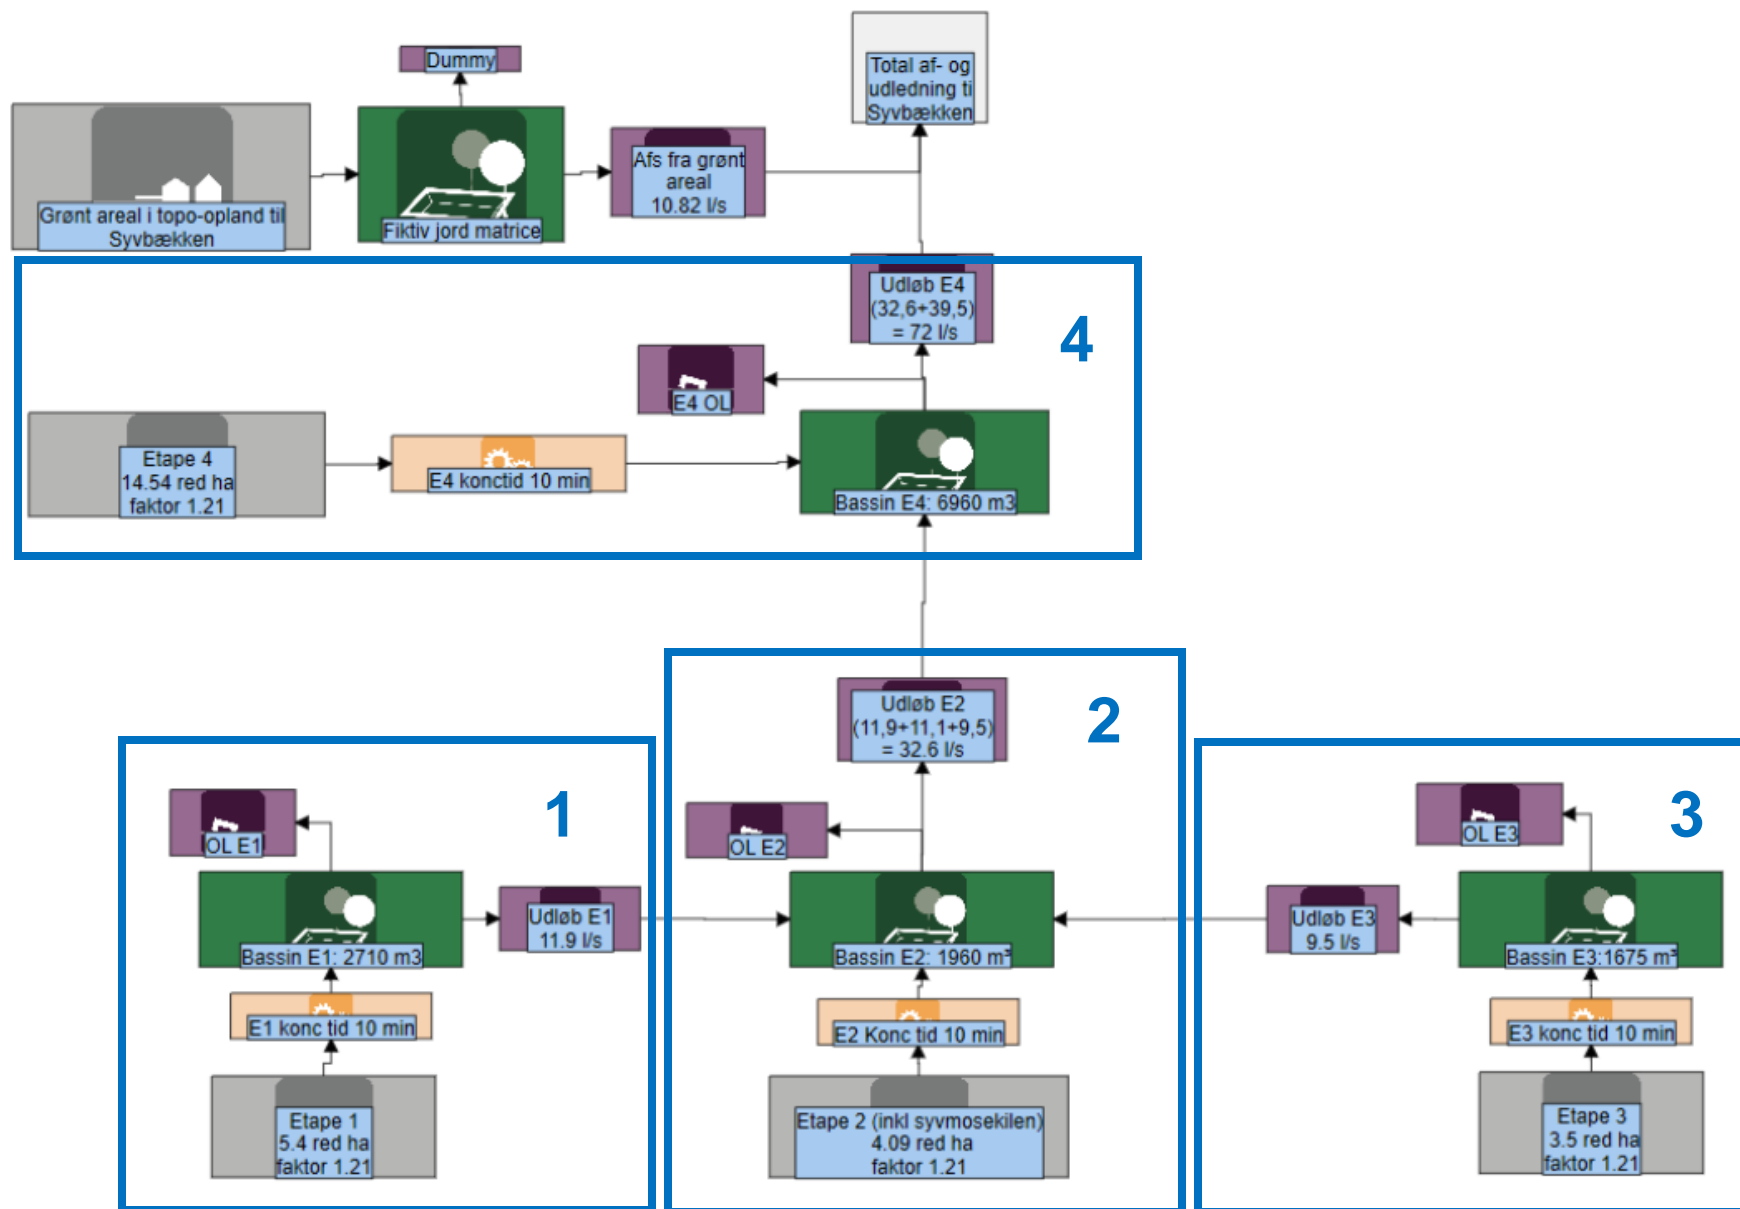 Dummy
Total af- og
udledning ti
Syvbækken
Grønt areal i topo-opland til
Syvbækken
Fiktiv jord matrice
Afs fra grønt
areal
10.82 l/s
Udløb E4
(32,6+39,5)
= 72 l/s
4
E4 OL
Etape 4
14.54 red ha
faktor 1.21
E4 konctid 10 min
Bassin E4: 6960 m3
Udløb E2
(11,9+11,1+9,5)
= 32.6 l/s
2
1
OL E1
Bassin E1: 2710 m3
Udløb E1
11.9 l/s
E1 konc tid 10 min
Etape 1
5.4 red ha
faktor 1.21
OL E2
Bassin E2: 1960 m³
E2 Konc tid 10 min
Etape 2 (inkl syvmosekilen)
4.09 red ha
faktor 1.21
3
OL E3
Udløb E3
9.5 l/s
Bassin E3:1675 m³
E3 konc tid 10 min
Etape 3
3.5 red ha
faktor 1.21